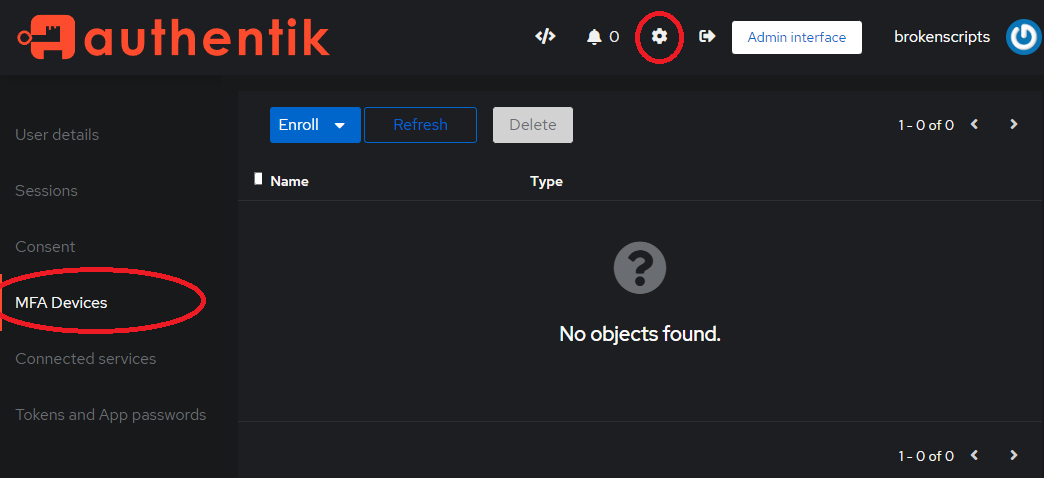 authentik
0
Admin interface
brokenscripts
User details
Sessions
Consent
MFA Devices
Connected services
Tokens and App passwords
Enroll
Refresh
Delete
1 - 0 of 0
Name
Type
No objects found.
1 - 0 of 0